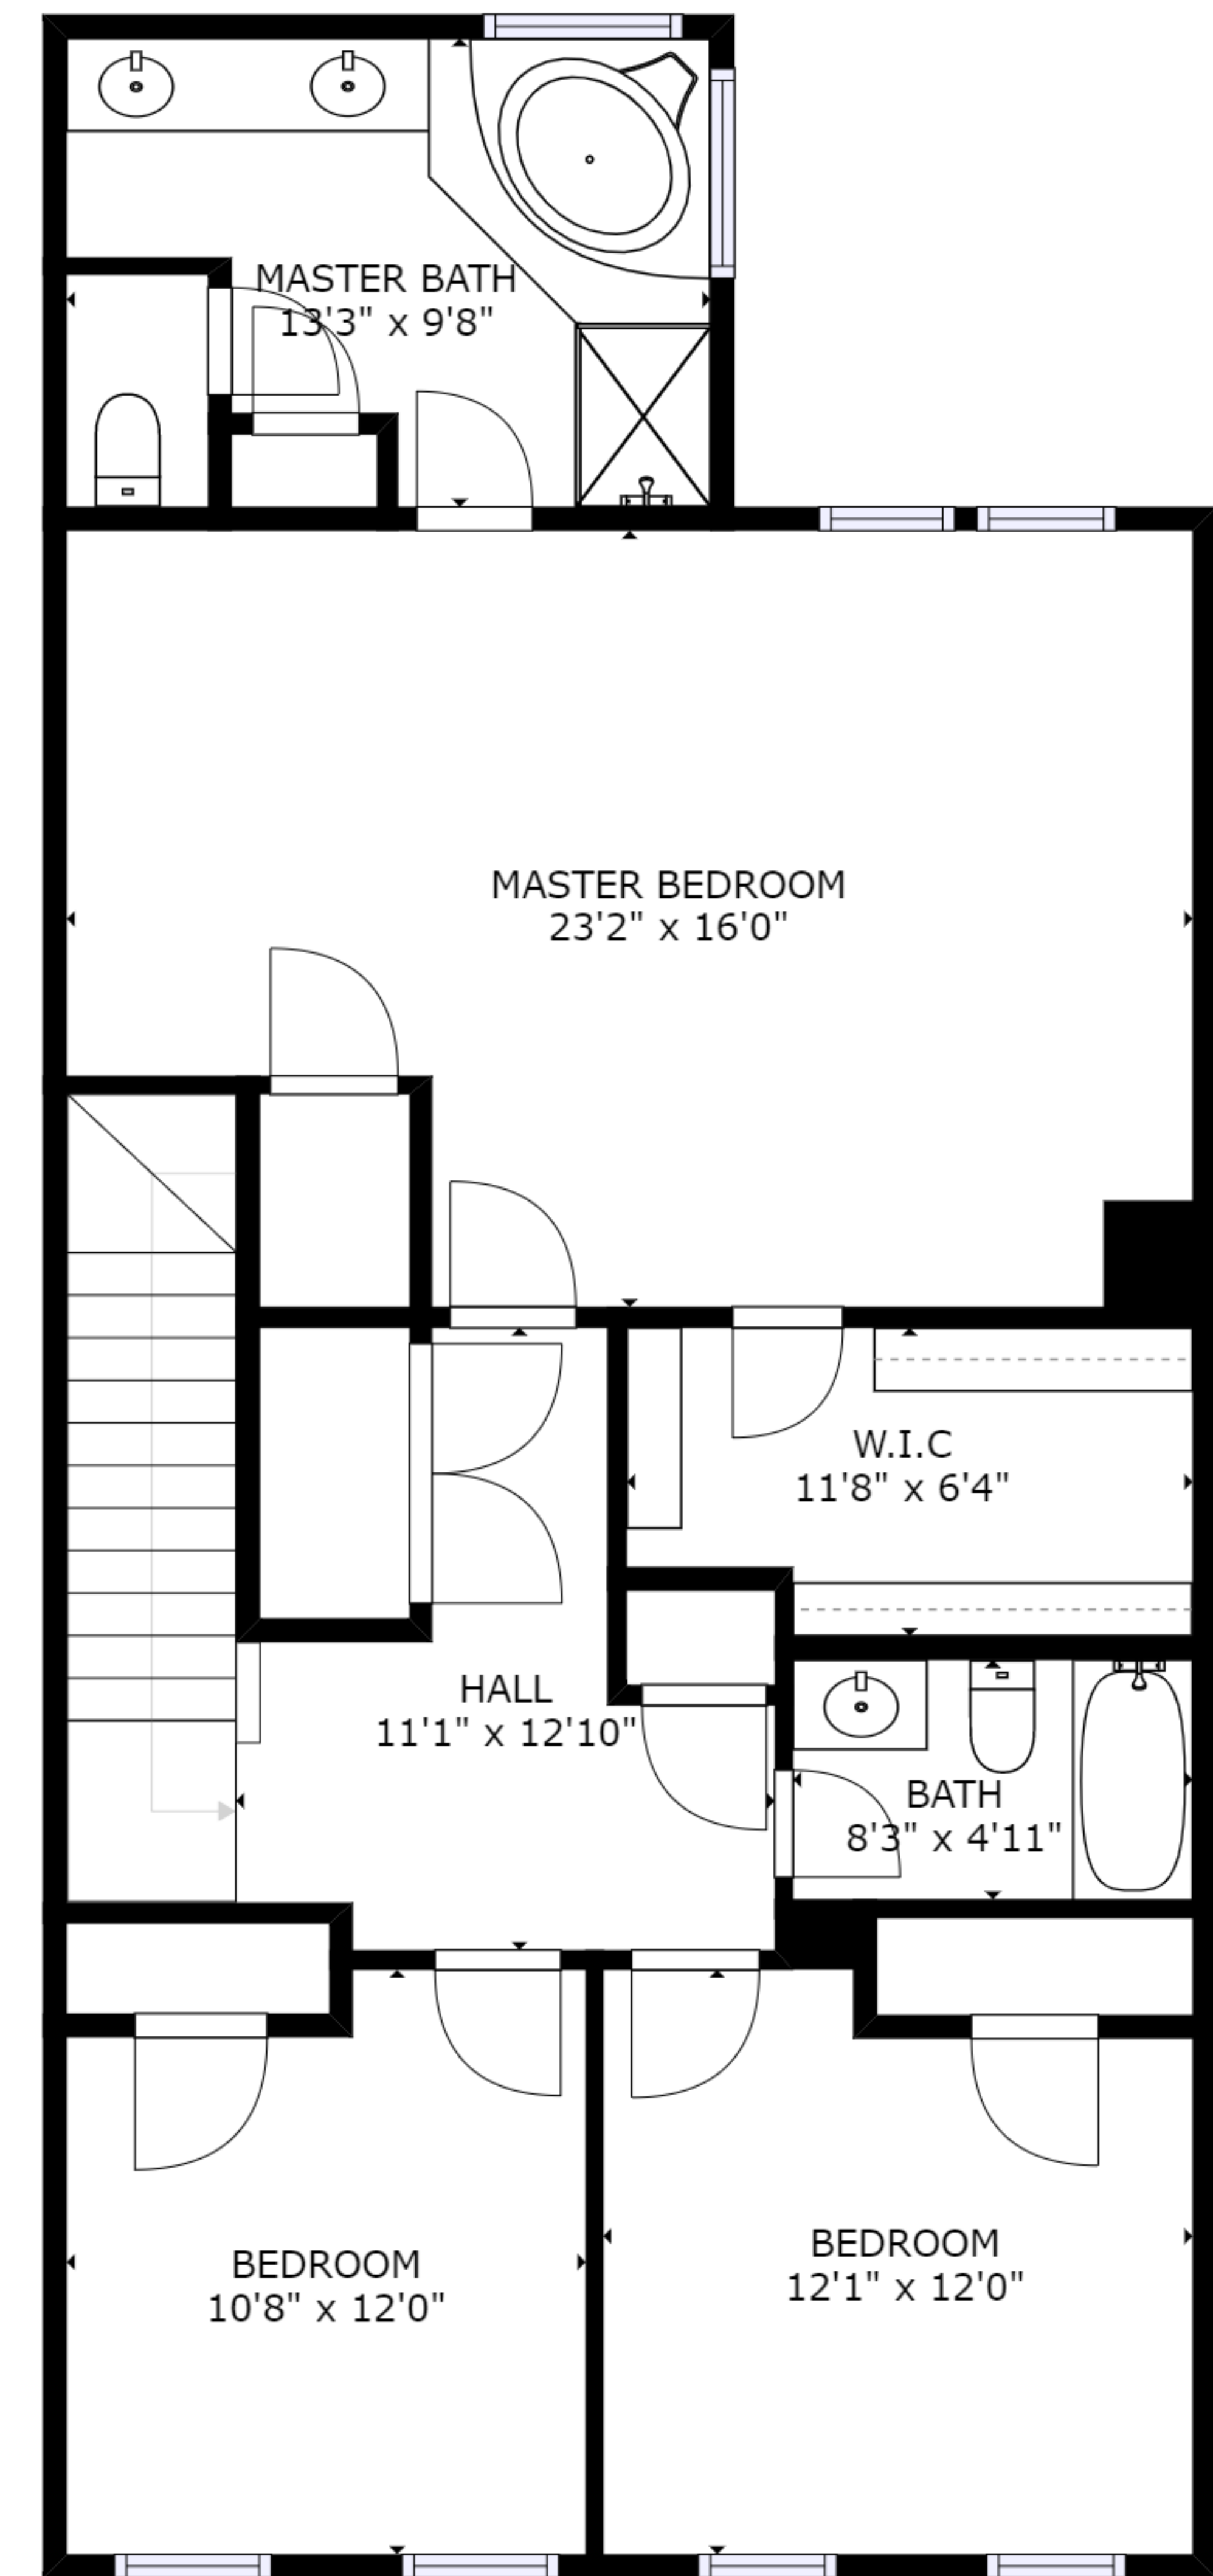 MASTER BATH
13'3" x 9'8"
MASTER BEDROOM
23'2" x 16'0"
W.I.C
11'8" x 6'4"
HALL
11'1" x 12'10"
BATH
8'3" x 4'11"
BEDROOM
10'8" x 12'0"
BEDROOM
12'1" x 12'0"